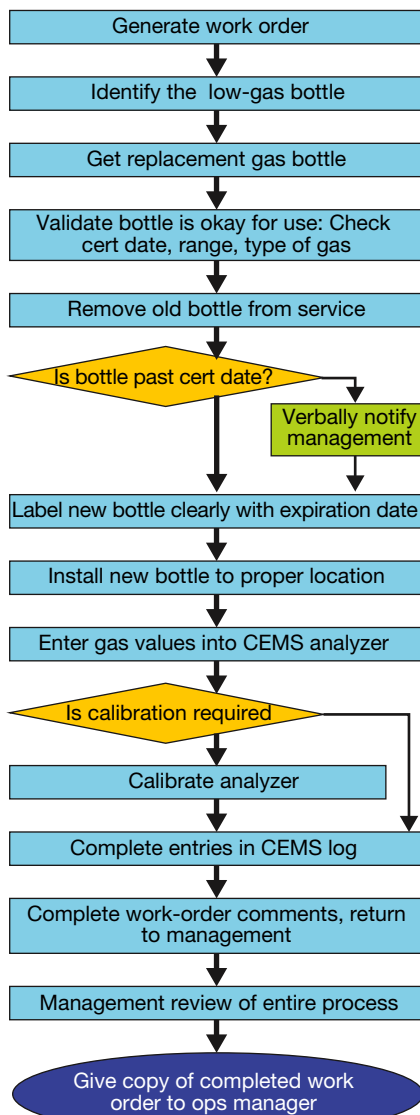 Generate work order
Identify the low-gas bottle
Get replacement gas bottle
Validate bottle is okay for use: Check
cert date, range, type of gas
Remove old bottle from service
Is bottle past cert date?
Verbally notify
management
Label new bottle clearly with expiration date
Install new bottle to proper location
Enter gas values into CEMS analyzer
Is calibration required
Calibrate analyzer
Complete entries in CEMS log
Complete work-order comments, return
to management
Management review of entire process
Give copy of completed work
order to ops manager